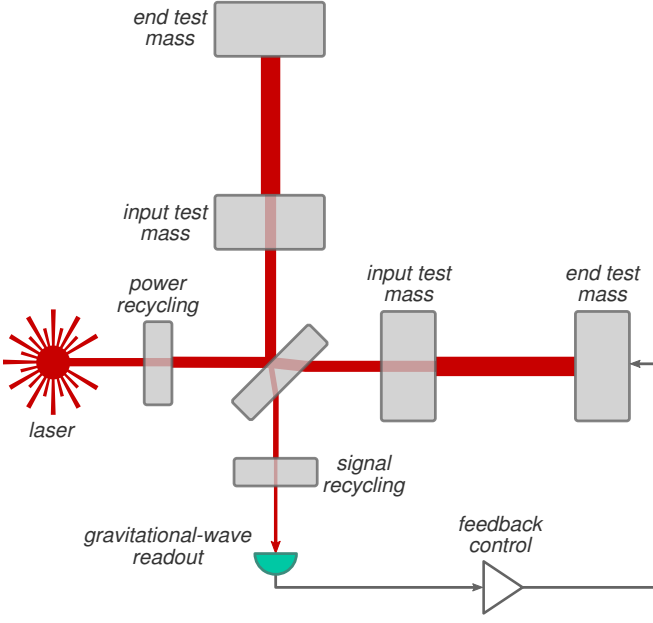 end test
mass
input test
mass
power
recycling
input test
mass
end test
mass
laser
signal
recycling
gravitational-wave
readout
feedback
control